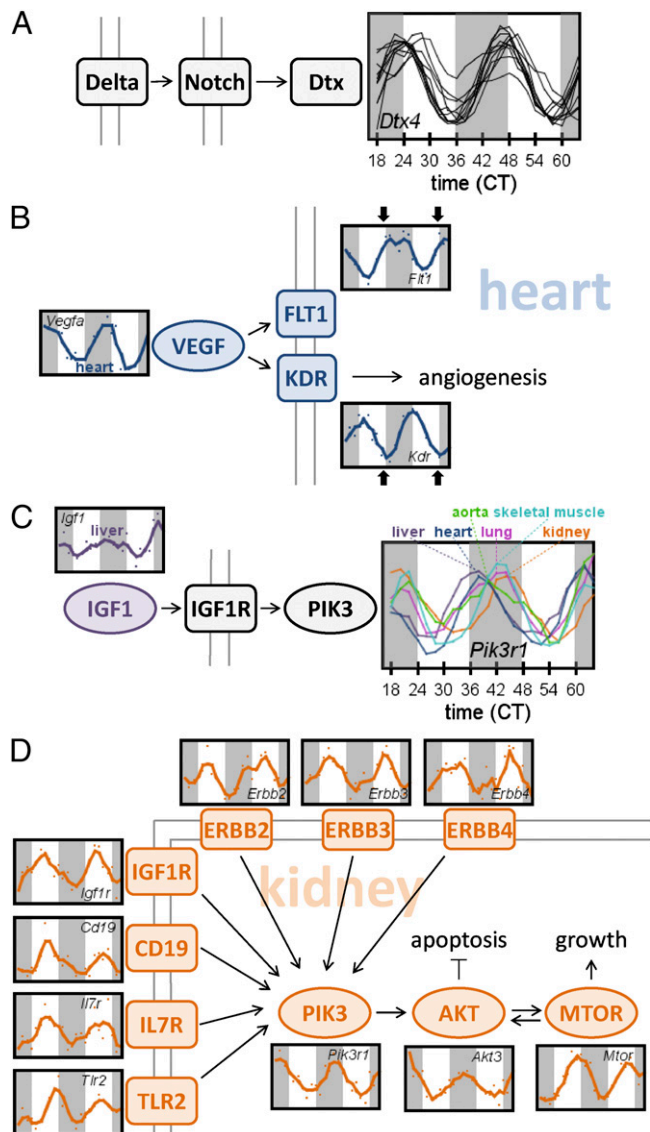 A
Delta
Notch
Dtx
Dtx4
18 24 30 36 42 48 54 60
time (CT)
B
heart
Flt1
Vegfa
heart
VEGF
FLT1
KDR
angiogenesis
Kdr
C
Igf1
liver
aorta skeletal muscle
liver heart lung kidney
IGF1
IGF1R
PIK3
Pik3r1
18 24 30 36 42 48 54 60
time (CT)
D
Erbb2
Erbb3
Erbb4
ERBB2
ERBB3
ERBB4
kidney
Igf1r
IGF1R
Cd19
CD19
apoptosis
growth
Il7r
IL7R
PIK3
AKT
MTOR
Tlr2
TLR2
Pik3r1
Akt3
Mtor